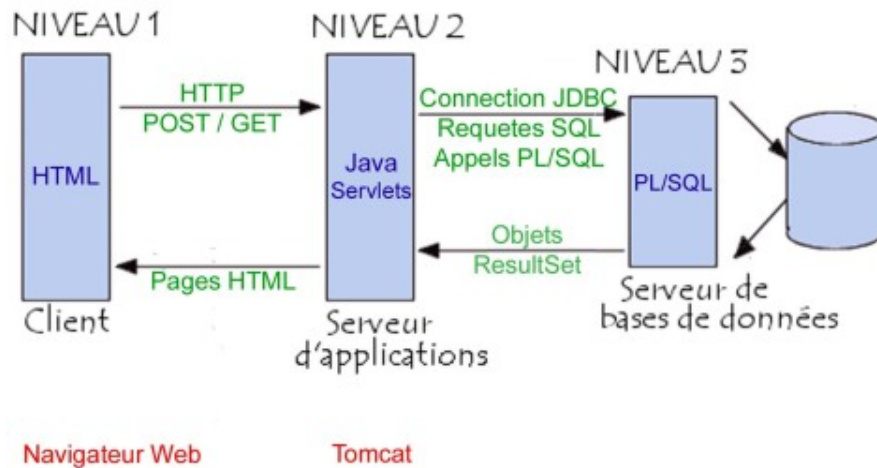 NIVEAU 1
NIVEAU 2
NIVEAU 3
HTTP
POST / GET
Connection JDBC
Requetes SQL
Appels PL/SQL
HTML
Java
Servlets
PL/SQL
Pages HTML
Objets
ResultSet
Client
Serveur
d'applications
Serveur de
bases de données
Navigateur Web
Tomcat